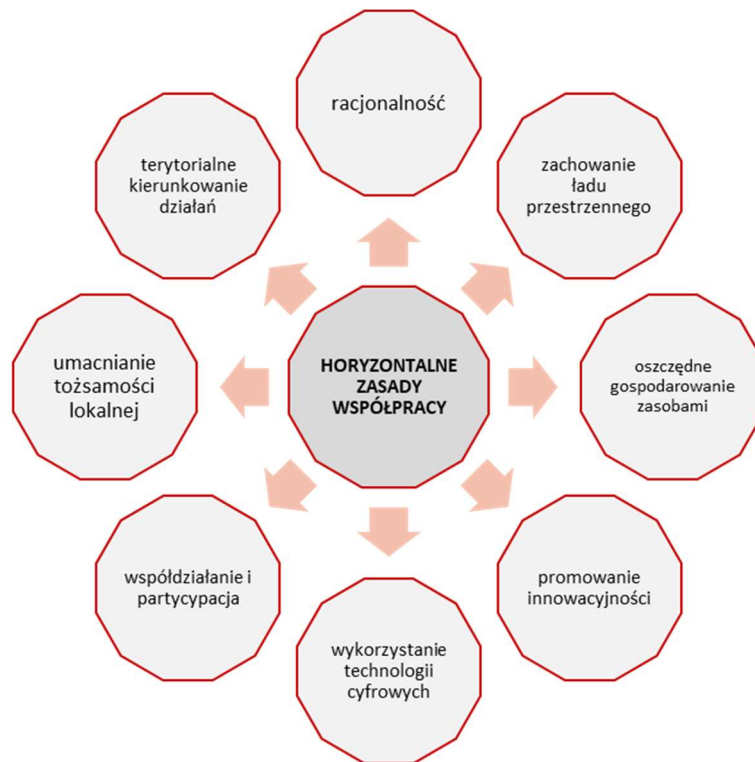 racjonalność
zachowanie
ładu
przestrzennego
oszczędne
gospodarowanie
zasobami
promowanie
innowacyjności
wykorzystanie
technologii
cyfrowych
współdziałanie i
partycypacja
umacnianie
tożsamości
lokalnej
terytorialne
kierunkowanie
działań
HORYZONTALNE
ZASADY
WSPÓŁPRACY